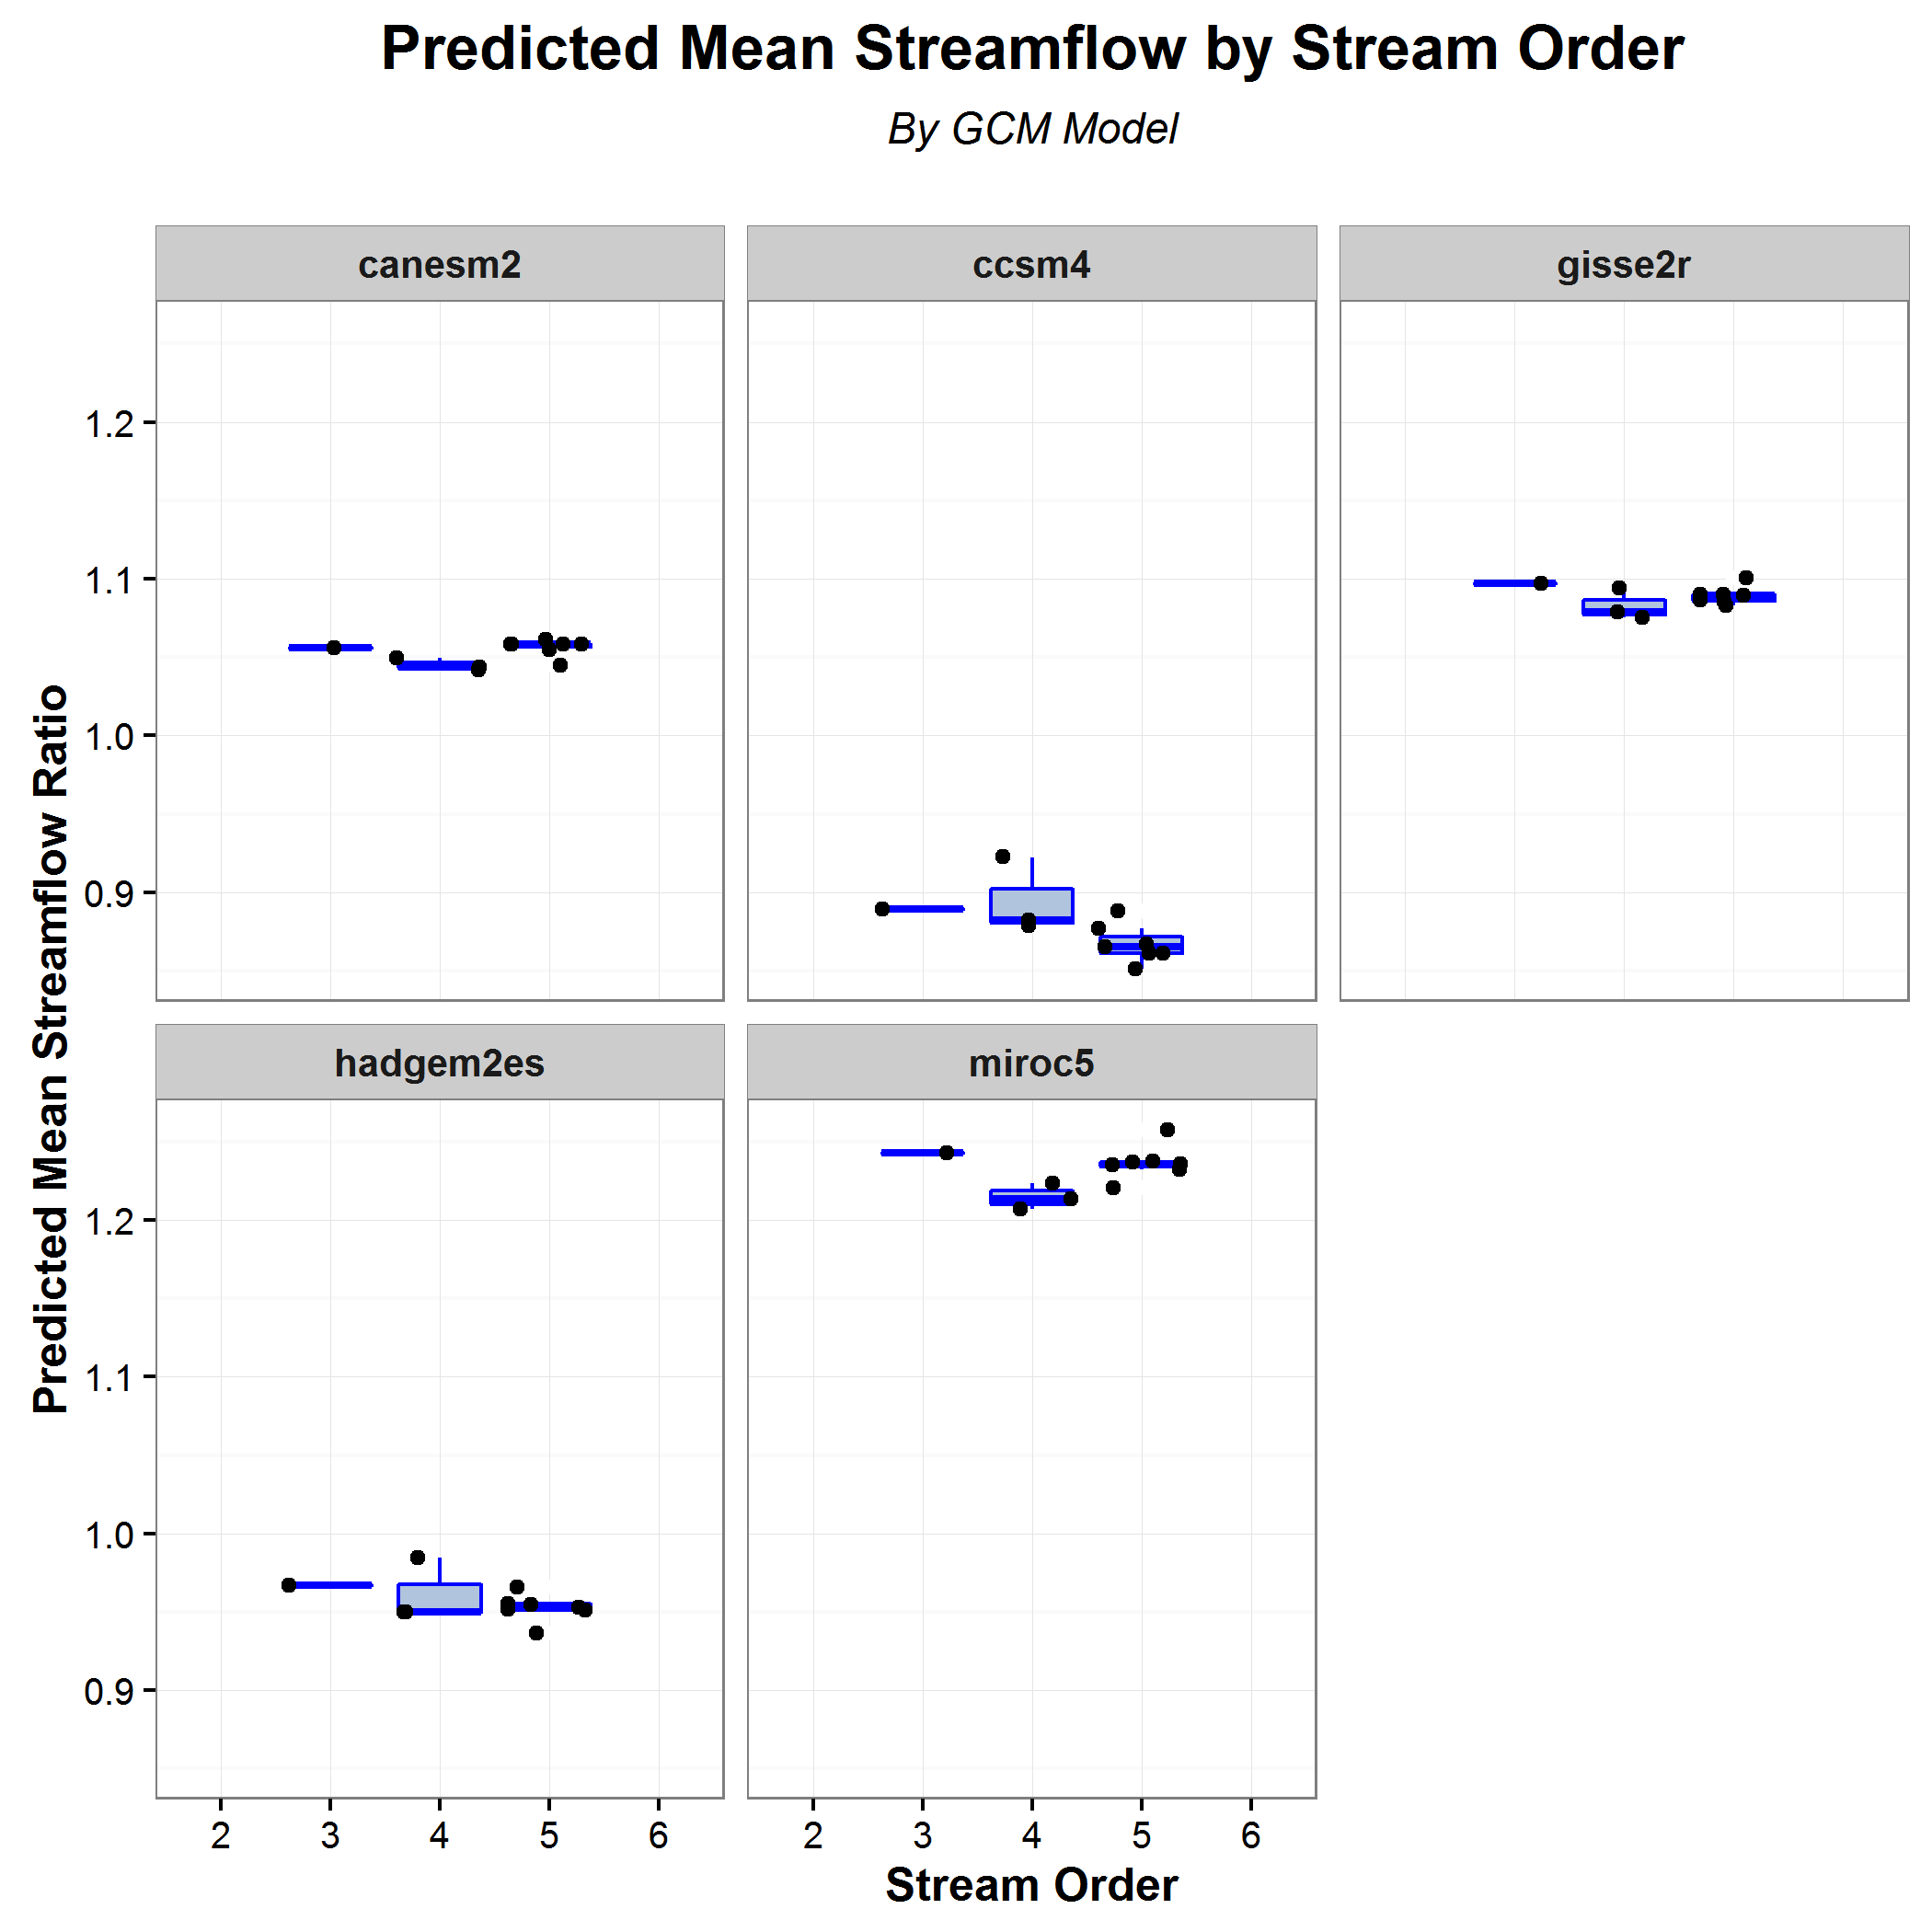 Predicted Mean Streamflow by Stream Order
By GCM Model
canesm2
ccsm4
gisse2r
1.2
1.1
1.0
0.9
Predicted Mean Streamflow Ratio
hadgem2es
miroc5
1.2
1.1
1.0
0.9
2 3 4 5 6
2 3 4 5 6
Stream Order